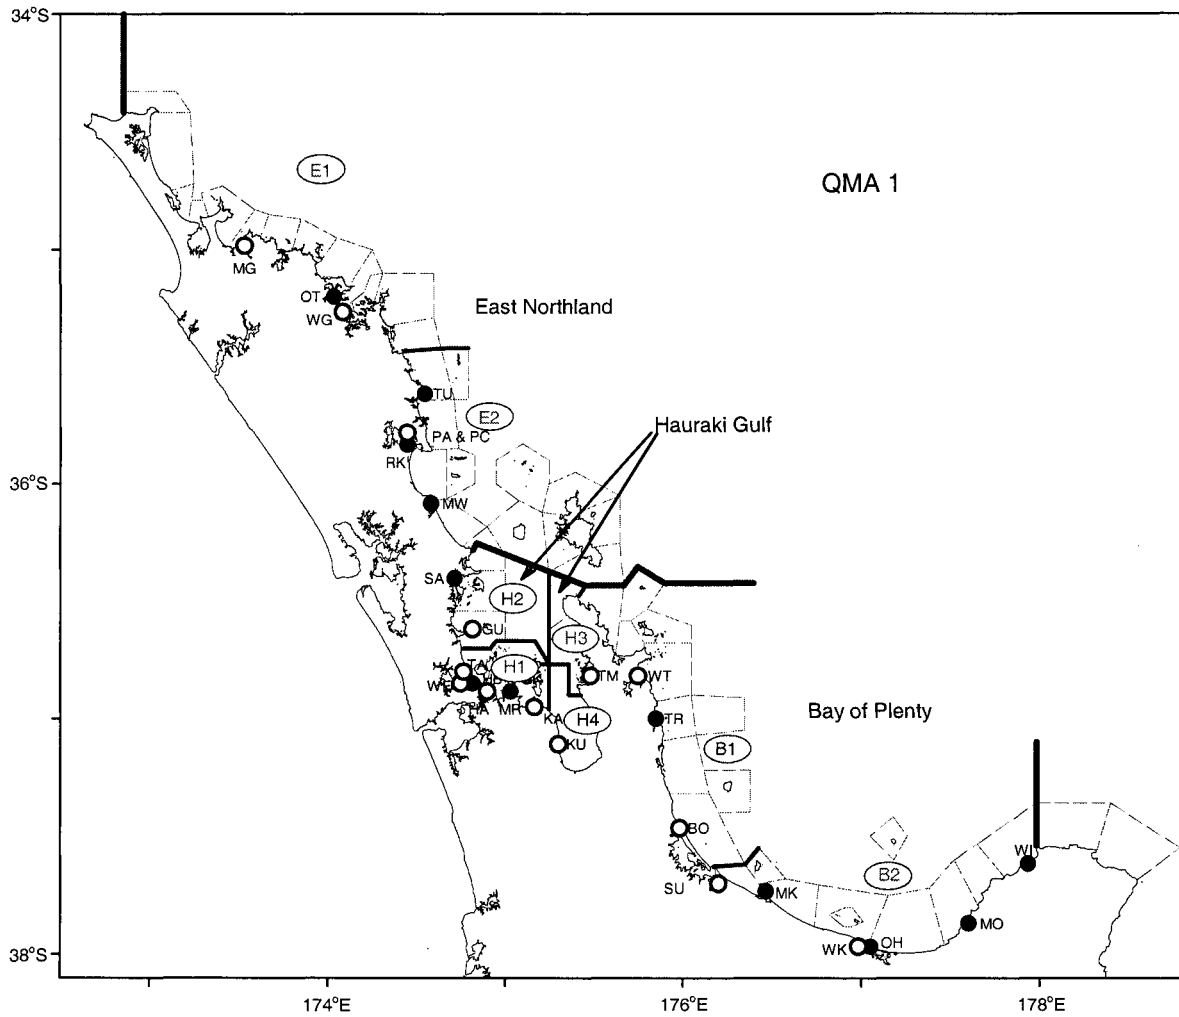 34°S
E1
QMA 1
MG
OT
WG
East Northland
TU
E2
Hauraki Gulf
PA & PC
RK
36°S
MW
SA
H2
GU
H3
TA
H1
TM
WT
MR
KA
H4
TR
Bay of Plenty
KU
B1
BO
WI
SU
MK
B2
MO
WK
OH
38°S
174°E
176°E
178°E